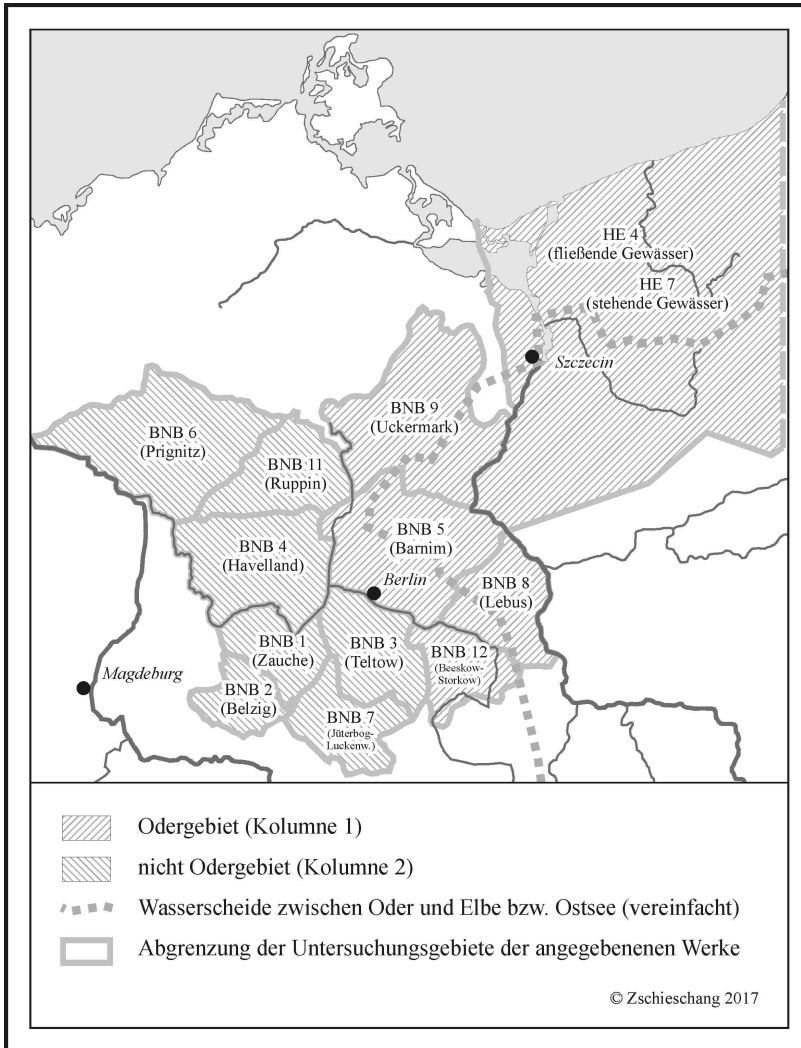 HE 4
(fließende Gewässer)
HE 7
(stehende Gewässer)
Szczecin
BNB 9
(Uckermark)
BNB 6
(Prignitz)
BNB 11
(Ruppin)
BNB 5
(Barnim)
BNB 4
(Havelland)
Berlin
BNB 8
(Lebus)
BNB 1
(Zauche)
BNB 3
(Teltow)
BNB 12
(Beeskow-
Storkow)
Magdeburg
BNB 2
(Belzig)
BNB 7
(Jüterbog-
Luckenw.)
Odergebiet (Kolumne 1)
nicht Odergebiet (Kolumne 2)
Wasserscheide zwischen Oder und Elbe bzw. Ostsee (vereinfacht)
Abgrenzung der Untersuchungsgebiete der angegebenenen Werke
© Zschieschang 2017